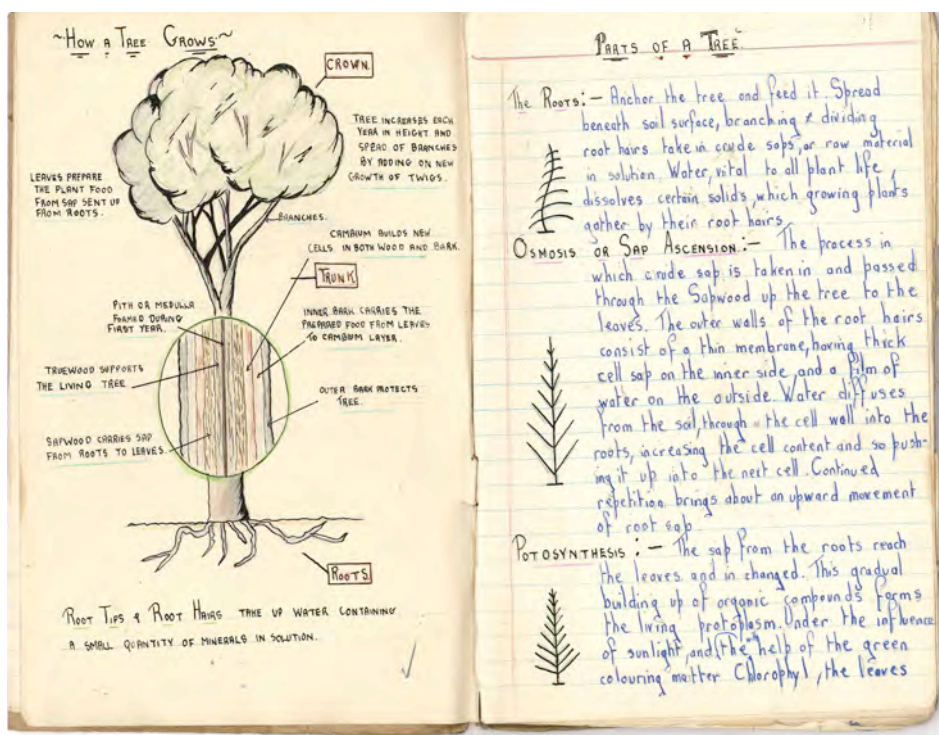 ~HOW A TREE GROWS~
CROWN.
TREE INCREASES EACH
YEAR IN HEIGHT AND
SPEAD OF BRANCHES
BY ADDING ON NEW
GROWTH OF TWIGS.
LEAVES PREPARE
THE PLANT FOOD
FROM SAP SENT UP
FROM ROOTS.
BRANCHES.
CAMBIUM BUILDS NEW
CELLS IN BOTH WOOD AND BARK.
TRUNK
PITH OR MEDULLA
FORMED DURING
FIRST YEAR.
INNER BARK CARRIES THE
PREPARED FOOD FROM LEAVES
TO CAMBIUM LAYER.
TRUEWOOD SUPPORTS
THE LIVING TREE.
OUTER BARK PROTECTS
TREE.
SAPWOOD CARRIES SAP
FROM ROOTS TO LEAVES.
ROOTS.
ROOT TIPS & ROOT HAIRS TAKE UP WATER CONTAINING
A SMALL QUANTITY OF MINERALS IN SOLUTION.
PARTS OF A TREE.
The Roots:- Anchor the tree and feed it. Spread
beneath soil surface, branching & dividing
root hairs take in crude saps, or row material
in solution. Water, vital to all plant life,
dissolves certain solids, which growing plants
gather by their root hairs.
OSMOSIS OR SAP ASCENSION:- The process in
which crude sap is taken in and passed
through the Sapwood up the tree to the
leaves. The outer walls of the root hairs
consist of a thin membrane, having thick
cell sap on the inner side, and a film of
water on the outside. Water diffuses
from the soil, through the cell wall into the
roots, increasing the cell content and so push-
ing it up into the next cell. Continued
repetition brings about an upward movement
of root sap.
POTOSYNTHESIS :- The sap from the roots reach
the leaves and in changed. This gradual
building up of organic compounds forms
the living protoplasm. Under the influence
of sunlight, and the help of the green
colouring matter Chlorophyl, the leaves